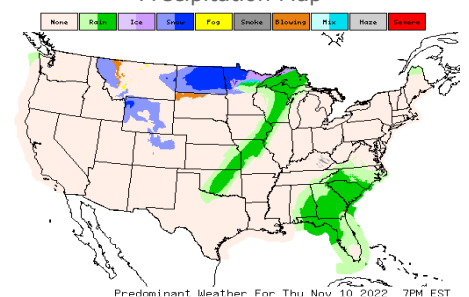 Precipitation Map
None Rain Ice Snow Fog Smoke Blowing Mix Haze Severe
Predominant Weather For Thu Nov 10 2022 7PM EST